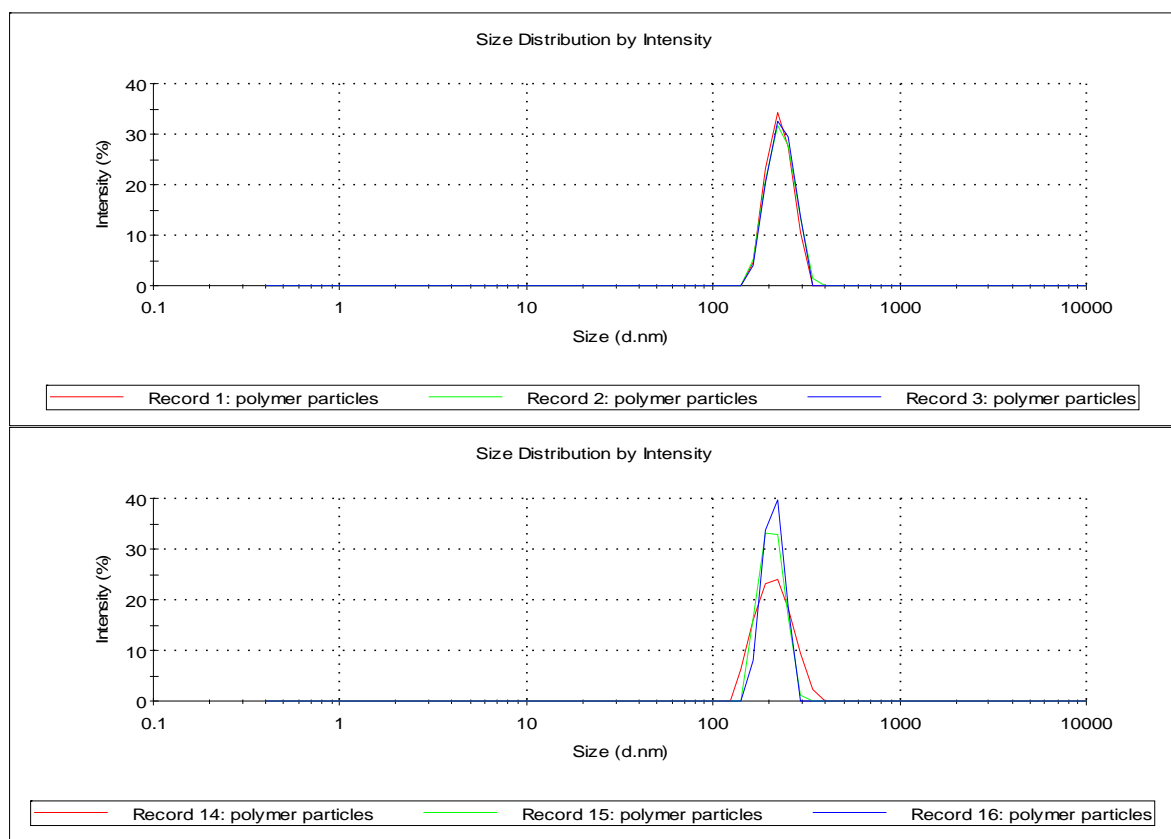 Size Distribution by Intensity
40
30
20
10
0
Intensity (%)
0.1 1 10 100 1000 10000
Size (d.nm)
Record 1: polymer particles Record 2: polymer particles Record 3: polymer particles
Size Distribution by Intensity
40
30
20
10
0
Intensity (%)
0.1 1 10 100 1000 10000
Size (d.nm)
Record 14: polymer particles Record 15: polymer particles Record 16: polymer particles